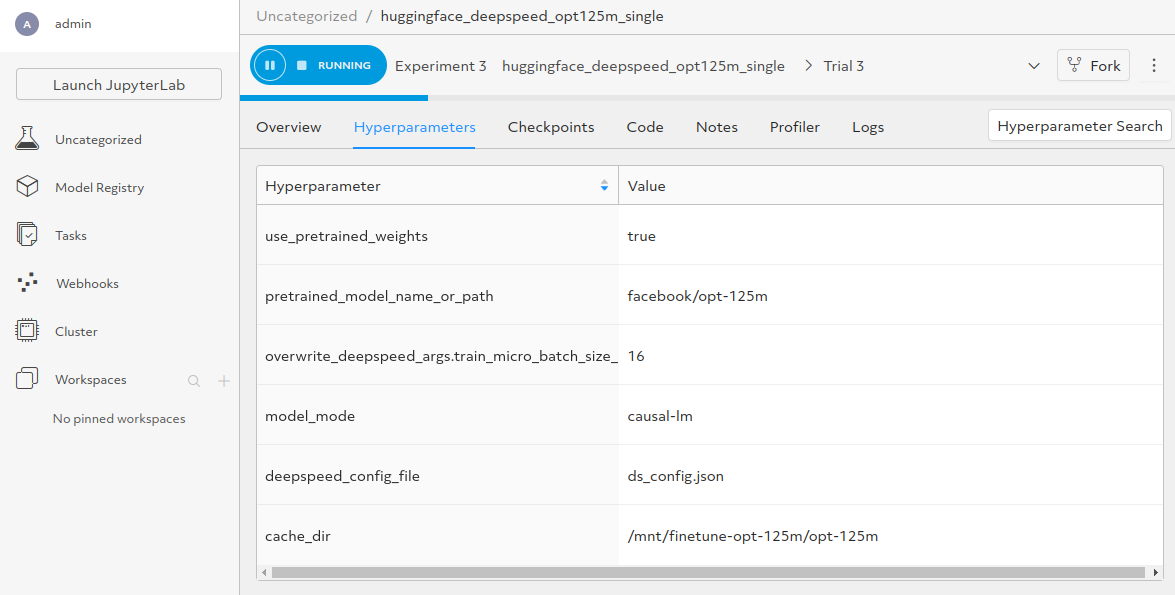 A admin
Launch JupyterLab
Uncategorized
Model Registry
Tasks
Webhooks
Cluster
Workspaces
No pinned workspaces
Uncategorized / huggingface_deepspeed_opt125m_single
RUNNING Experiment 3 huggingface_deepspeed_opt125m_single > Trial 3 Fork
Overview Hyperparameters Checkpoints Code Notes Profiler Logs Hyperparameter Search
Hyperparameter Value
use_pretrained_weights true
pretrained_model_name_or_path facebook/opt-125m
overwrite_deepspeed_args.train_micro_batch_size_ 16
model_mode causal-lm
deepspeed_config_file ds_config.json
cache_dir /mnt/finetune-opt-125m/opt-125m